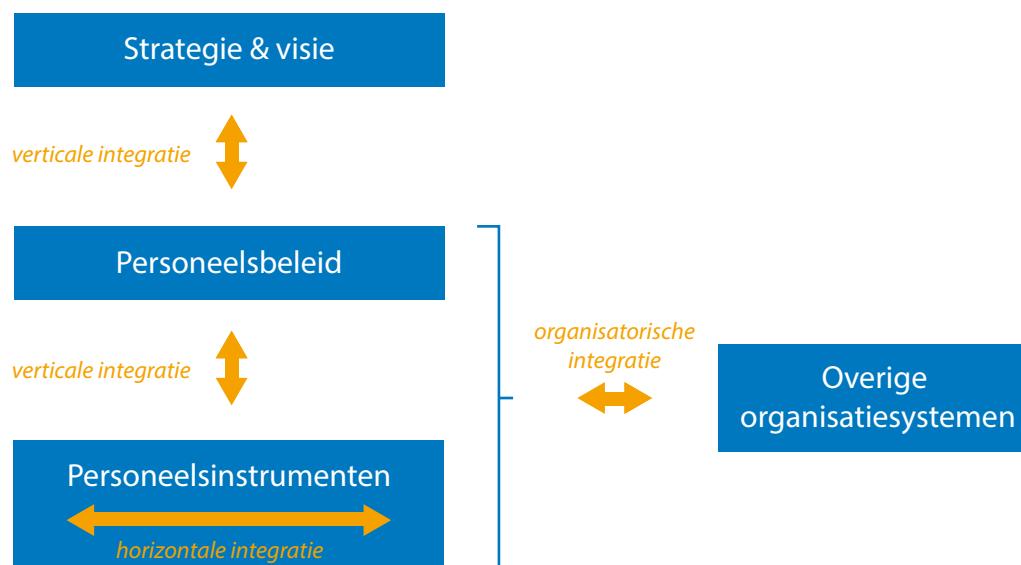 Strategie & visie
verticale integratie
Personeelsbeleid
verticale integratie
organisatorische
integratie
Overige
organisatiesystemen
Personeelsinstrumenten
horizontale integratie